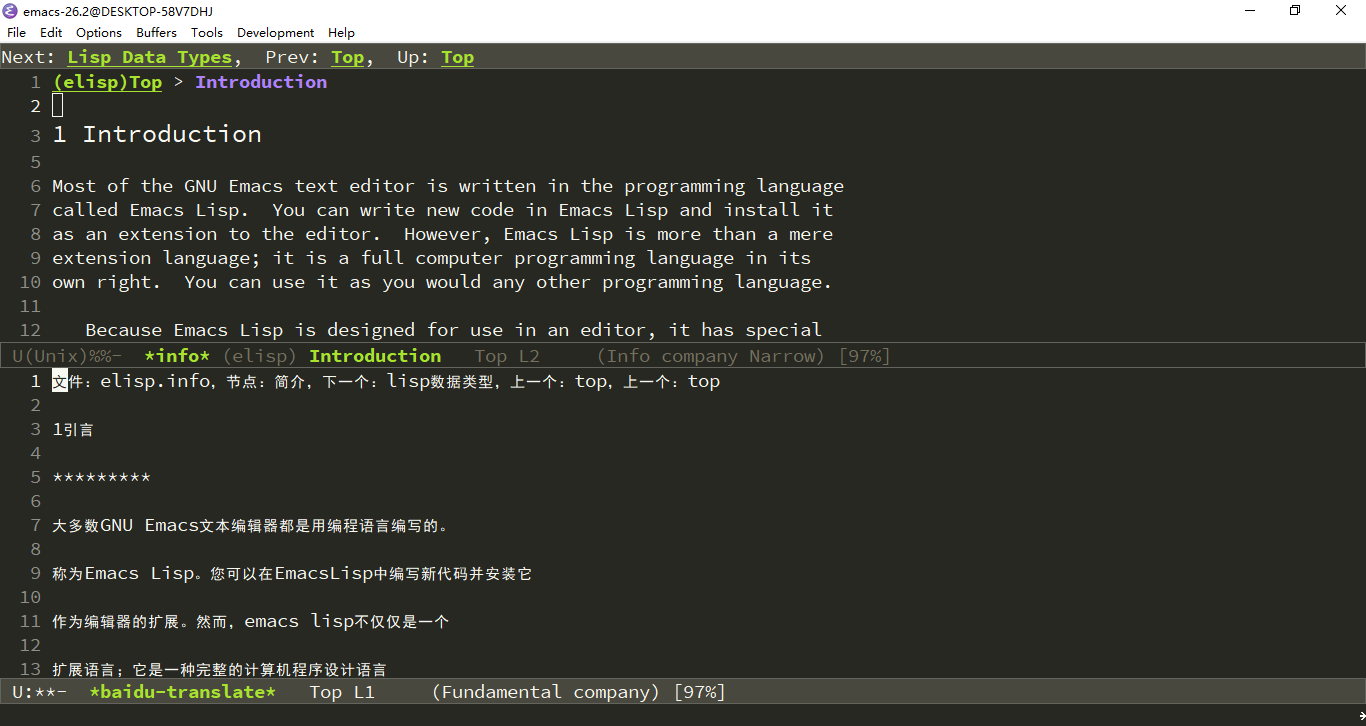 emacs-26.2@DESKTOP-58V7DHJ
File Edit Options Buffers Tools Development Help
Next: Lisp Data Types, Prev: Top, Up: Top
1 (elisp)Top > Introduction
2
3 1 Introduction
5
6 Most of the GNU Emacs text editor is written in the programming language
7 called Emacs Lisp.  You can write new code in Emacs Lisp and install it
8 as an extension to the editor.  However, Emacs Lisp is more than a mere
9 extension language; it is a full computer programming language in its
10 own right.  You can use it as you would any other programming language.
11
12    Because Emacs Lisp is designed for use in an editor, it has special
U(Unix)%%-  *info* (elisp) Introduction   Top L2     (Info company Narrow) [97%]
1 文件：elisp.info，节点：简介，下一个：lisp数据类型，上一个：top，上一个：top
2
3 1引言
4
5 *********
6
7 大多数GNU Emacs文本编辑器都是用编程语言编写的。
8
9 称为Emacs Lisp。您可以在EmacsLisp中编写新代码并安装它
10
11 作为编辑器的扩展。然而，emacs lisp不仅仅是一个
12
13 扩展语言；它是一种完整的计算机程序设计语言
U:**-  *baidu-translate*   Top L1     (Fundamental company) [97%]